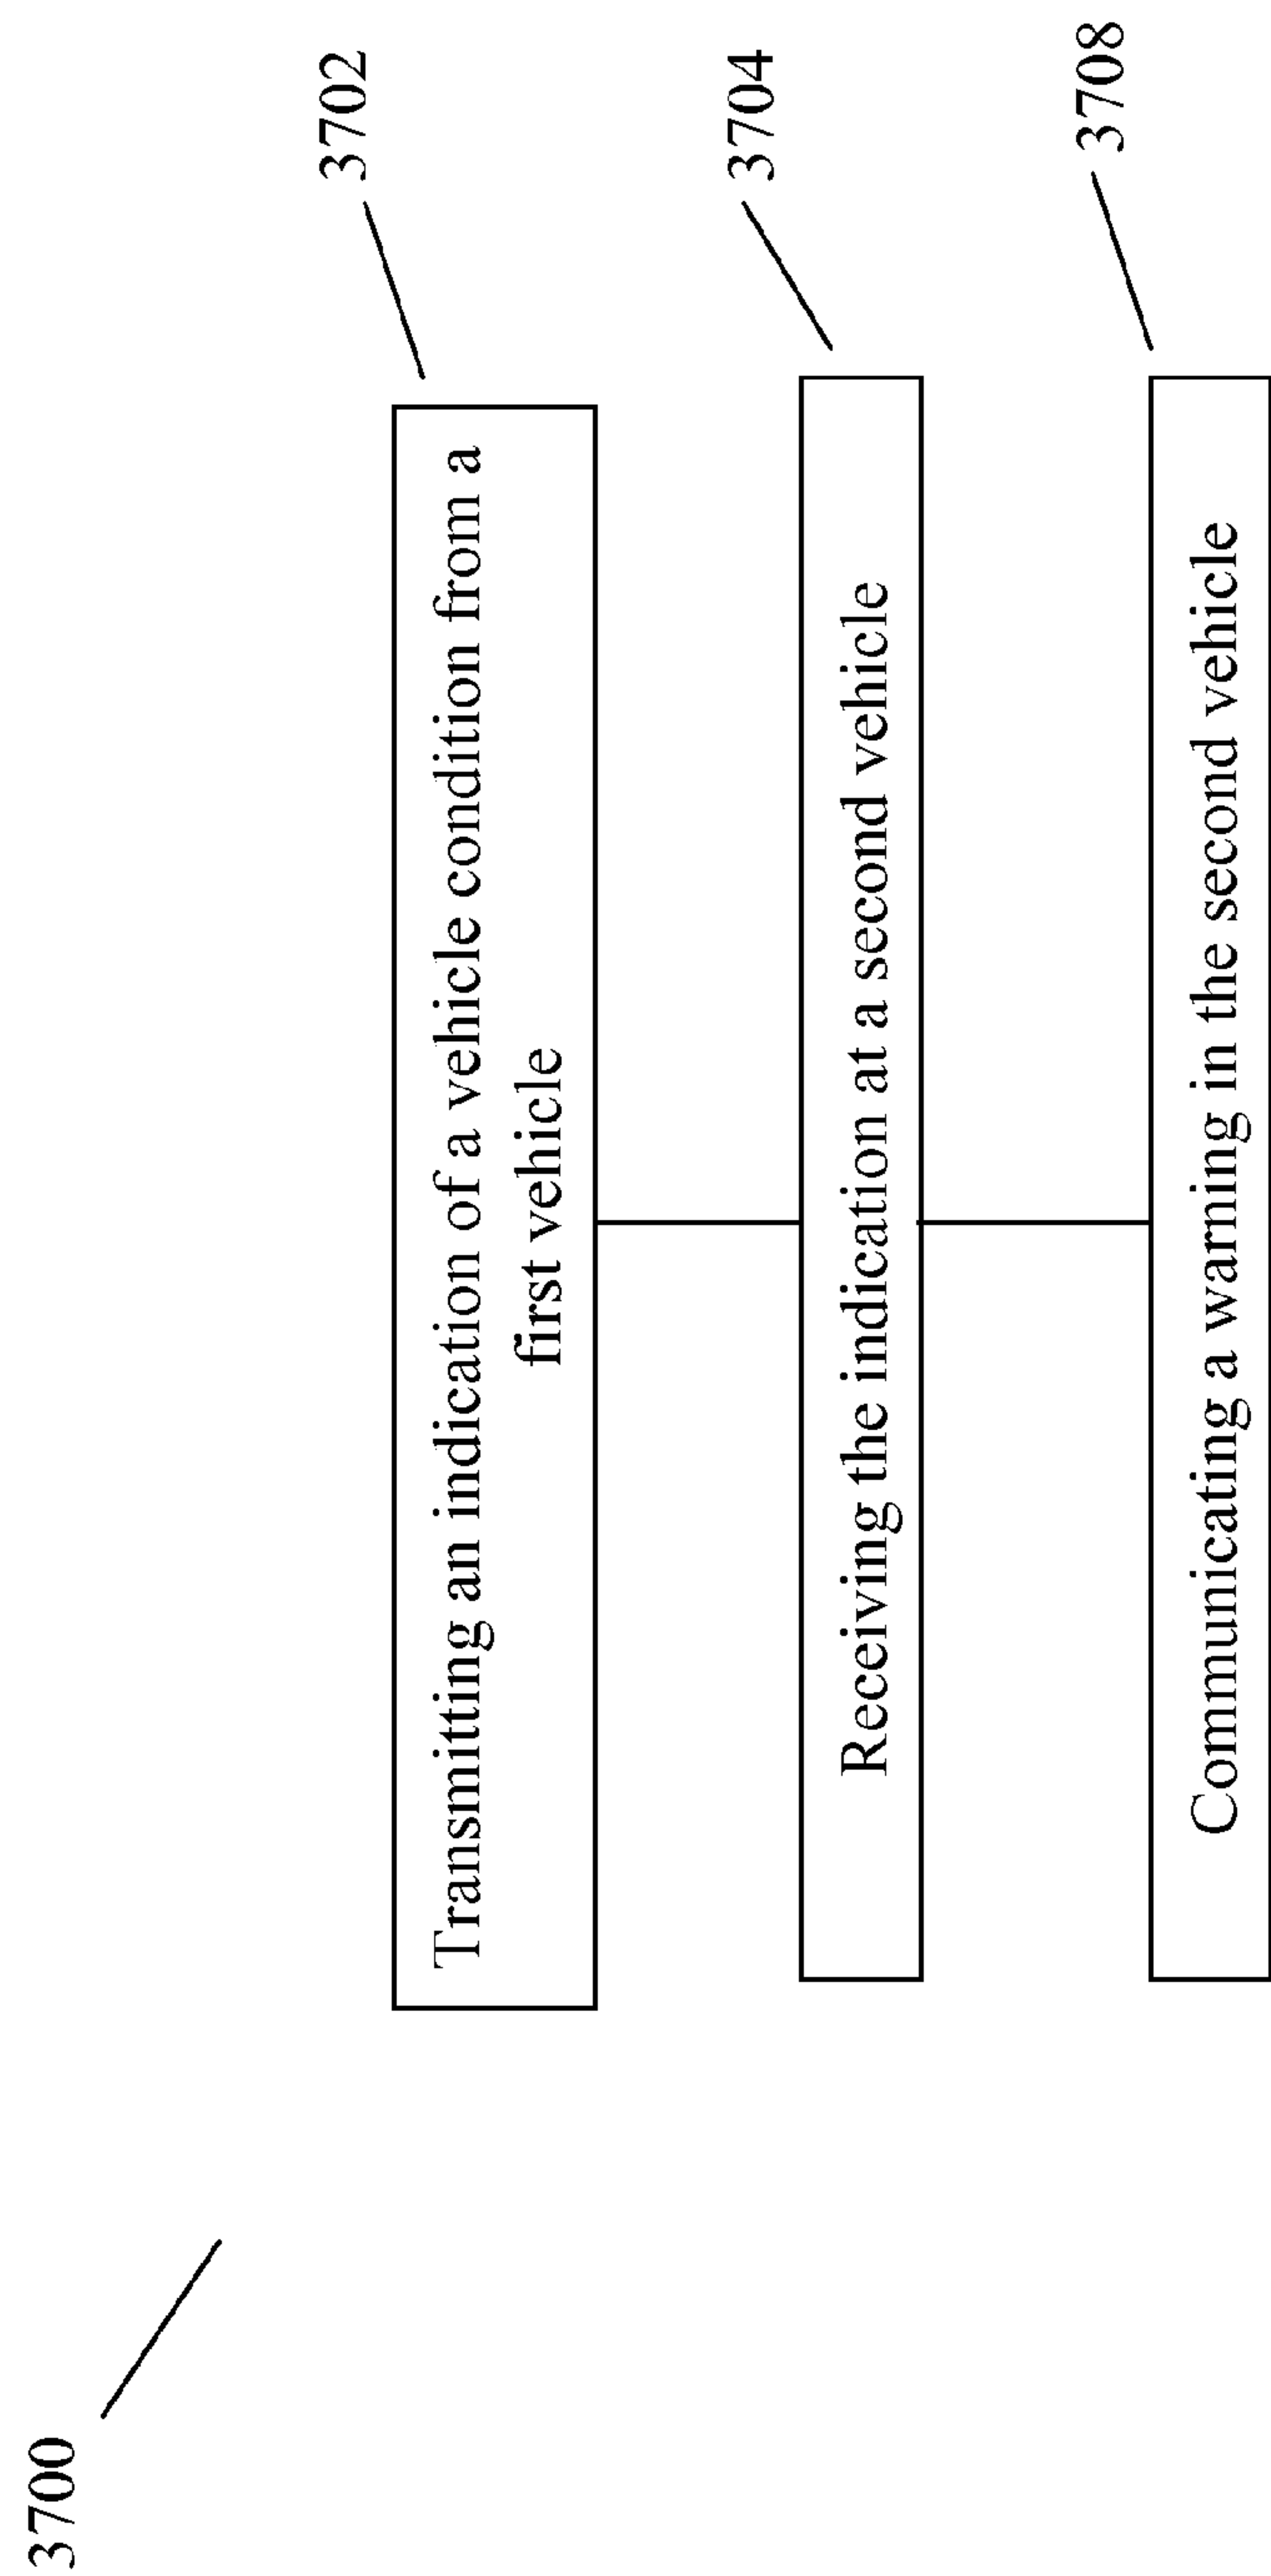 3700
3702
Transmitting an indication of a vehicle condition from a
first vehicle
3704
Receiving the indication at a second vehicle
3708
Communicating a warning in the second vehicle